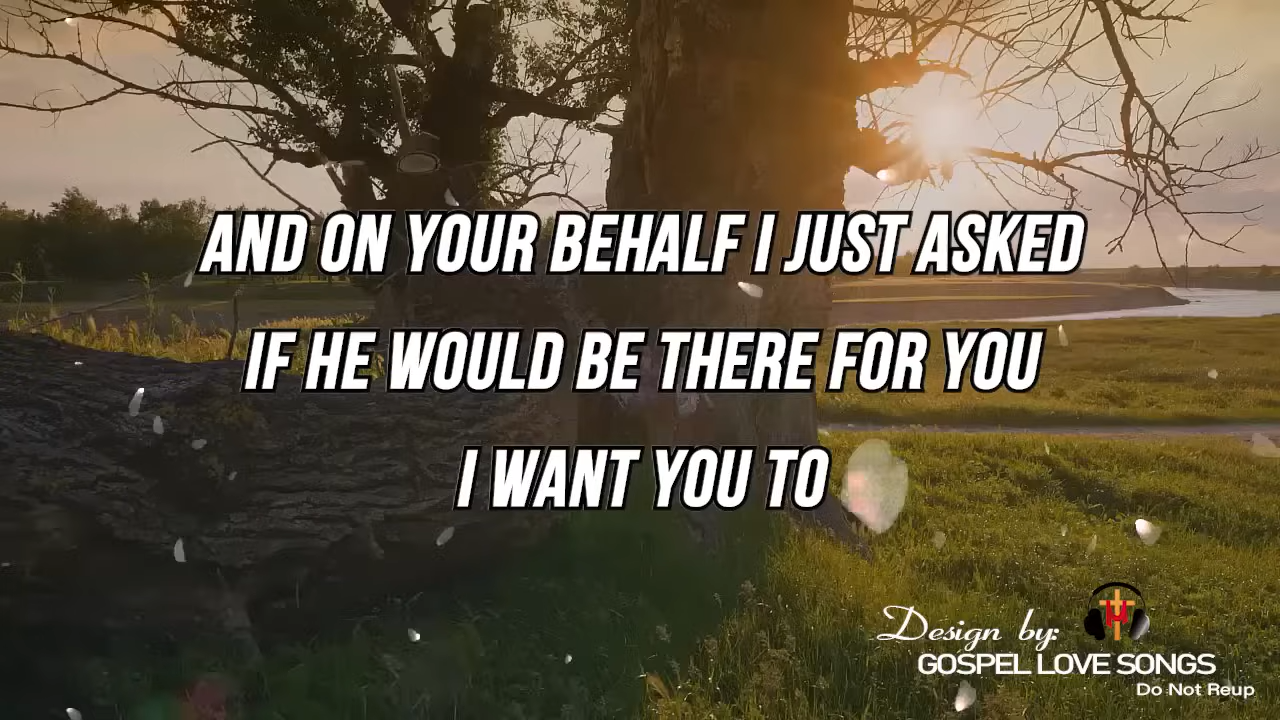 AND ON YOUR BEHALF I JUST ASKED
IF HE WOULD BE THERE FOR YOU
I WANT YOU TO
Design by:
GOSPEL LOVE SONGS
Do Not Reup